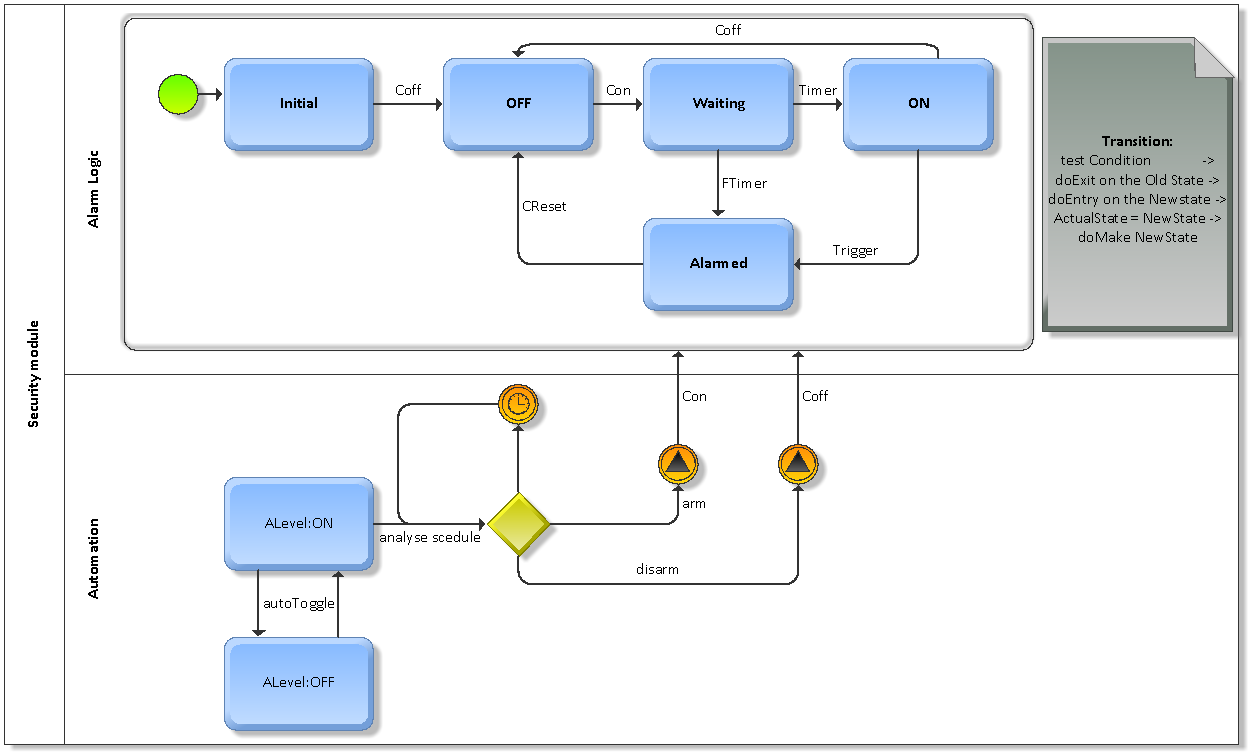 Security module
Alarm Logic
Coff
Initial
Coff
OFF
Con
Waiting
Timer
ON
FTimer
CReset
Alarmed
Trigger
Transition:
test Condition ->
doExit on the Old State ->
doEntry on the Newstate ->
ActualState = NewState ->
doMake NewState
Automation
Con
Coff
arm
ALevel:ON
analyse scedule
disarm
autoToggle
ALevel:OFF